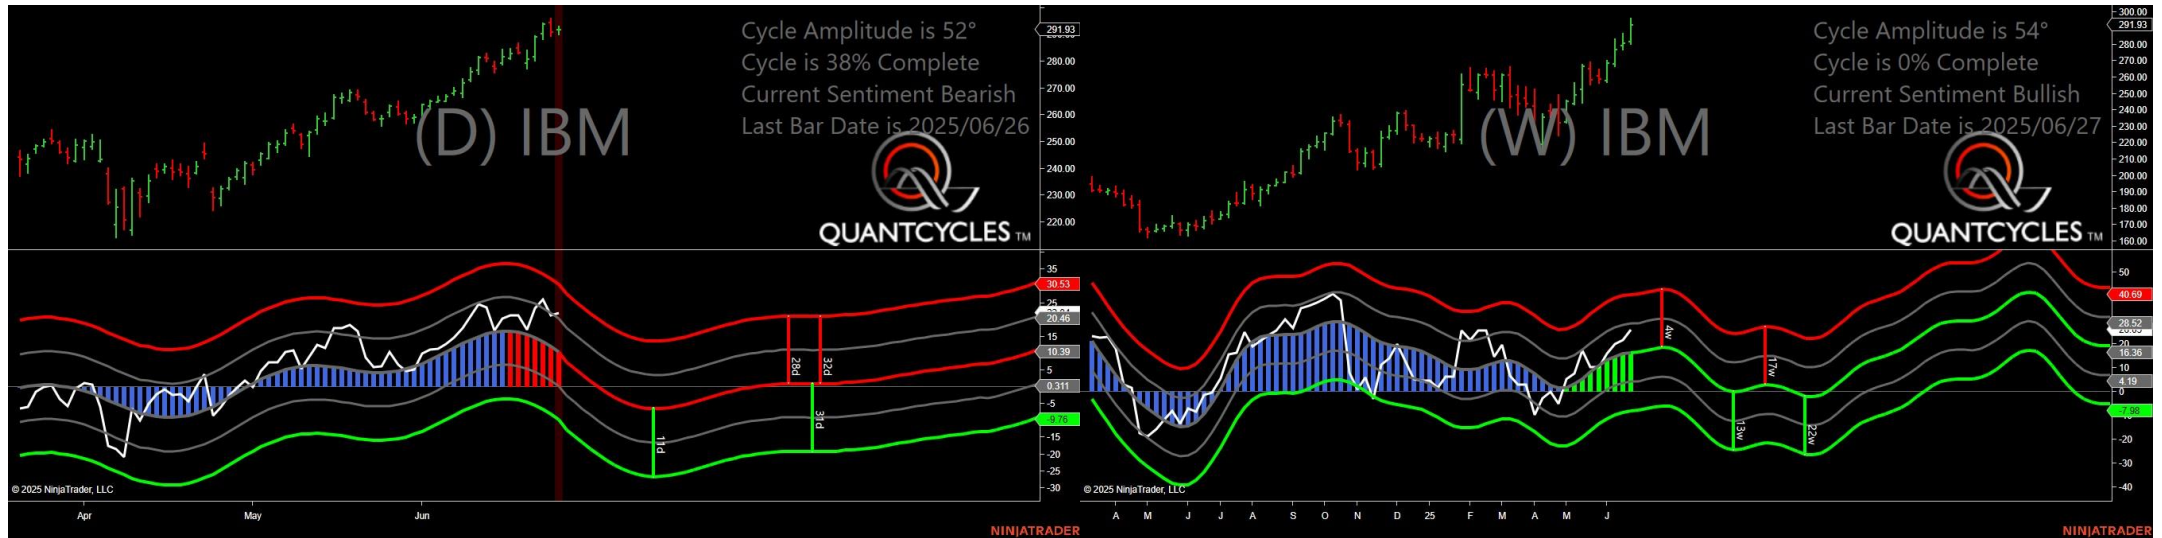 Cycle Amplitude is 52°
Cycle is 38% Complete
Current Sentiment Bearish
Last Bar Date is 2025/06/26
(D) IBM
QUANTCYCLES TM
291.93
280.00
270.00
260.00
250.00
240.00
230.00
220.00
35
30.53
25
20.46
15
10.39
5
0.311
-5
-9.76
-15
-20
-25
-30
11d
28d
32d
31d
© 2025 NinjaTrader, LLC
Apr
May
Jun
NINJATRADER
Cycle Amplitude is 54°
Cycle is 0% Complete
Current Sentiment Bullish
Last Bar Date is 2025/06/27
(W) IBM
QUANTCYCLES TM
300.00
291.93
280.00
270.00
260.00
250.00
240.00
230.00
220.00
210.00
200.00
190.00
180.00
170.00
160.00
50
40.69
28.52
20
16.36
10
4.19
0
-7.98
-20
-30
-40
4w
17w
13w
22w
© 2025 NinjaTrader, LLC
A M J J A S O N D 25 F M A M J
NINJATRADER